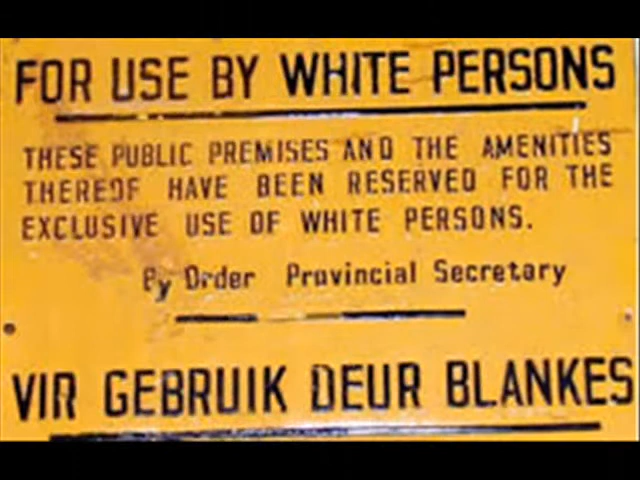 FOR USE BY WHITE PERSONS
THESE PUBLIC PREMISES AND THE AMENITIES
THEREOF HAVE BEEN RESERVED FOR THE
EXCLUSIVE USE OF WHITE PERSONS.
By Order Provincial Secretary
VIR GEBRUIK DEUR BLANKES